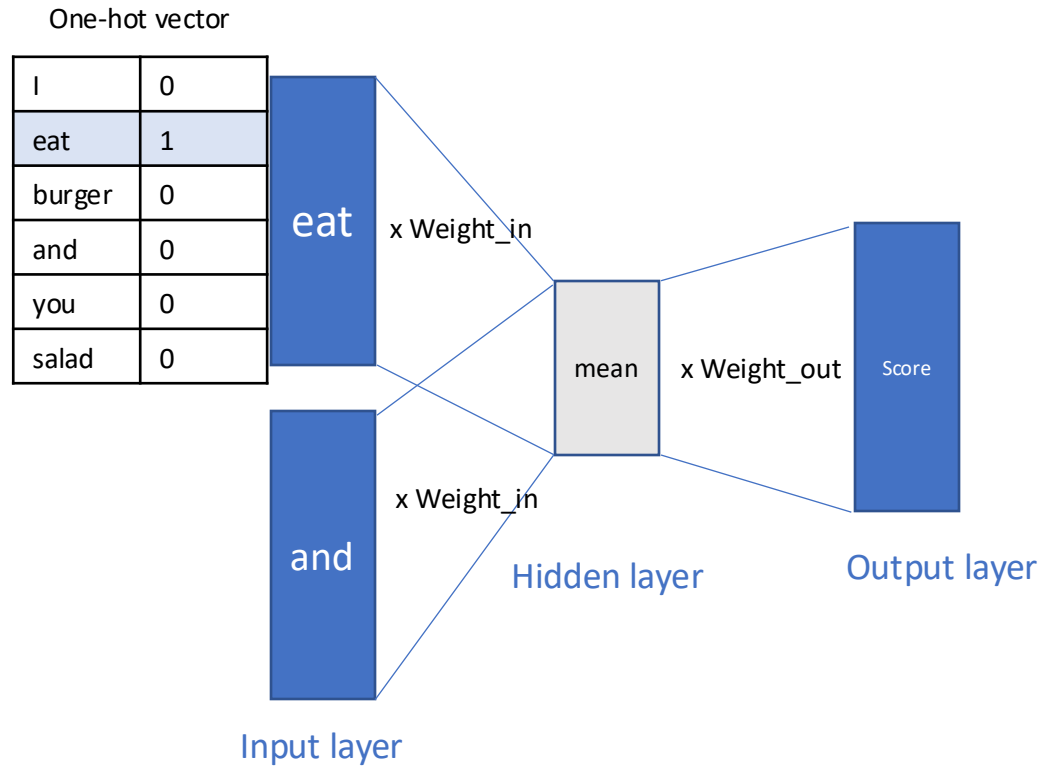 One-hot vector
I 0
eat 1
burger 0
and 0
you 0
salad 0
eat
x Weight_in
mean
x Weight_out
Score
x Weight_in
and
Hidden layer
Output layer
Input layer